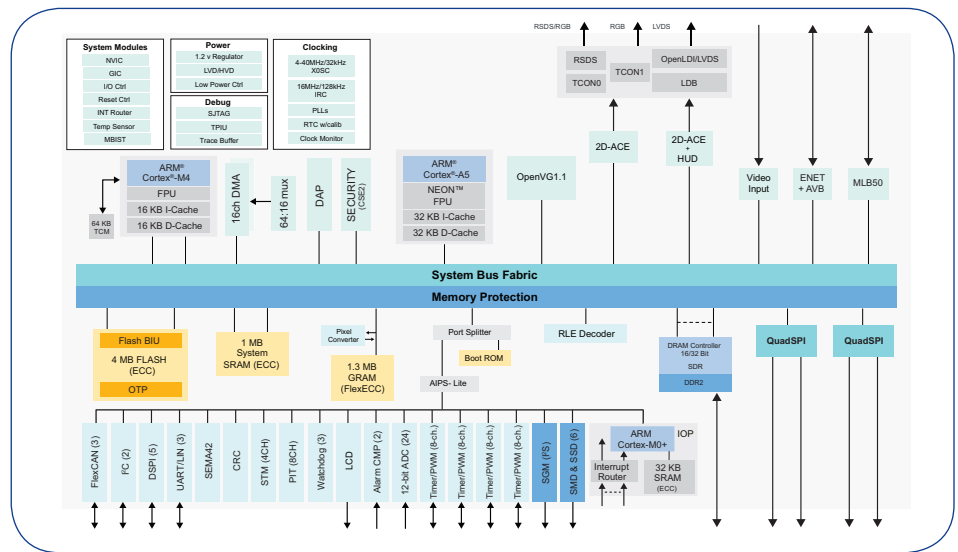 RSDS/RGB
RGB
LVDS
System Modules
NVIC
GIC
I/O Ctrl
Reset Ctrl
INT Router
Temp Sensor
MBIST
Power
1.2 v Regulator
LVD/HVD
Low Power Ctrl
Debug
SJTAG
TPIU
Trace Buffer
Clocking
4-40MHz/32kHz
X0SC
16MHz/128kHz
IRC
PLLs
RTC w/calib
Clock Monitor
RSDS
TCON0
TCON1
OpenLDI/LVDS
LDB
64 KB
TCM
ARM®
Cortex®-M4
FPU
16 KB I-Cache
16 KB D-Cache
16ch DMA
64:16 mux
DAP
SECURITY
(CSE2)
ARM®
Cortex®-A5
NEON™
FPU
32 KB I-Cache
32 KB D-Cache
OpenVG1.1
2D-ACE
2D-ACE
+
HUD
Video
Input
ENET
+ AVB
MLB50
System Bus Fabric
Memory Protection
Flash BIU
4 MB FLASH
(ECC)
OTP
1 MB
System
SRAM (ECC)
Pixel
Converter
1.3 MB
GRAM
(FlexECC)
Port Splitter
Boot ROM
AIPS- Lite
RLE Decoder
DRAM Controller
16/32 Bit
SDR
DDR2
QuadSPI
QuadSPI
FlexCAN (3)
I²C (2)
DSPI (5)
UART/LIN (3)
SEMA42
CRC
STM (4CH)
PIT (8CH)
Watchdog (3)
LCD
Alarm CMP (2)
12-bit ADC (24)
Timer/PWM (8-ch.)
Timer/PWM (8-ch.)
Timer/PWM (8-ch.)
Timer/PWM (8-ch.)
SGM (I²S)
SMD & SSD (6)
ARM
Cortex-M0+
IOP
Interrupt
Router
32 KB
SRAM
(ECC)